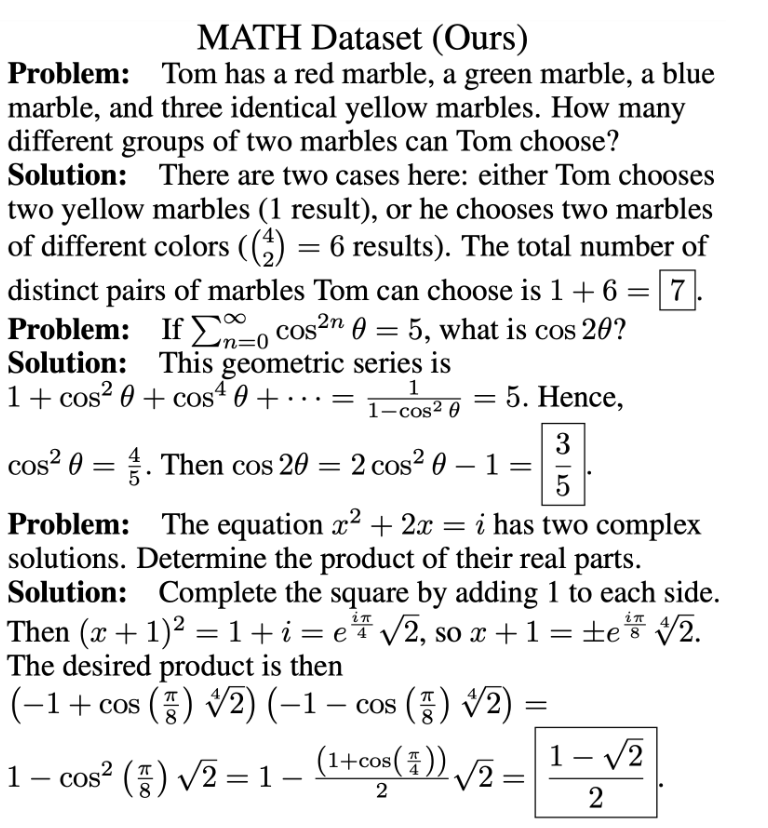 MATH Dataset (Ours)
Problem: Tom has a red marble, a green marble, a blue
marble, and three identical yellow marbles. How many
different groups of two marbles can Tom choose?
Solution: There are two cases here: either Tom chooses
two yellow marbles (1 result), or he chooses two marbles
of different colors ($\binom{4}{2}$ = 6 results). The total number of
distinct pairs of marbles Tom can choose is $1 + 6 = \boxed{7}$.
Problem: If $\sum_{n=0}^{\infty} \cos^{2n} \theta = 5$, what is $\cos 2\theta$?
Solution: This geometric series is
$1 + \cos^2 \theta + \cos^4 \theta + \cdots = \frac{1}{1-\cos^2 \theta} = 5$. Hence,
$\cos^2 \theta = \frac{4}{5}$. Then $\cos 2\theta = 2\cos^2 \theta - 1 = \boxed{\frac{3}{5}}$.
Problem: The equation $x^2 + 2x = i$ has two complex
solutions. Determine the product of their real parts.
Solution: Complete the square by adding 1 to each side.
Then $(x + 1)^2 = 1 + i = e^{\frac{i\pi}{4}} \sqrt{2}$, so $x + 1 = \pm e^{\frac{i\pi}{8}} \sqrt[4]{2}$.
The desired product is then
$\left(-1 + \cos\left(\frac{\pi}{8}\right) \sqrt[4]{2}\right)\left(-1 - \cos\left(\frac{\pi}{8}\right) \sqrt[4]{2}\right) =$
$1 - \cos^2\left(\frac{\pi}{8}\right) \sqrt{2} = 1 - \frac{\left(1+\cos\left(\frac{\pi}{4}\right)\right)}{2} \sqrt{2} = \boxed{\frac{1 - \sqrt{2}}{2}}$.